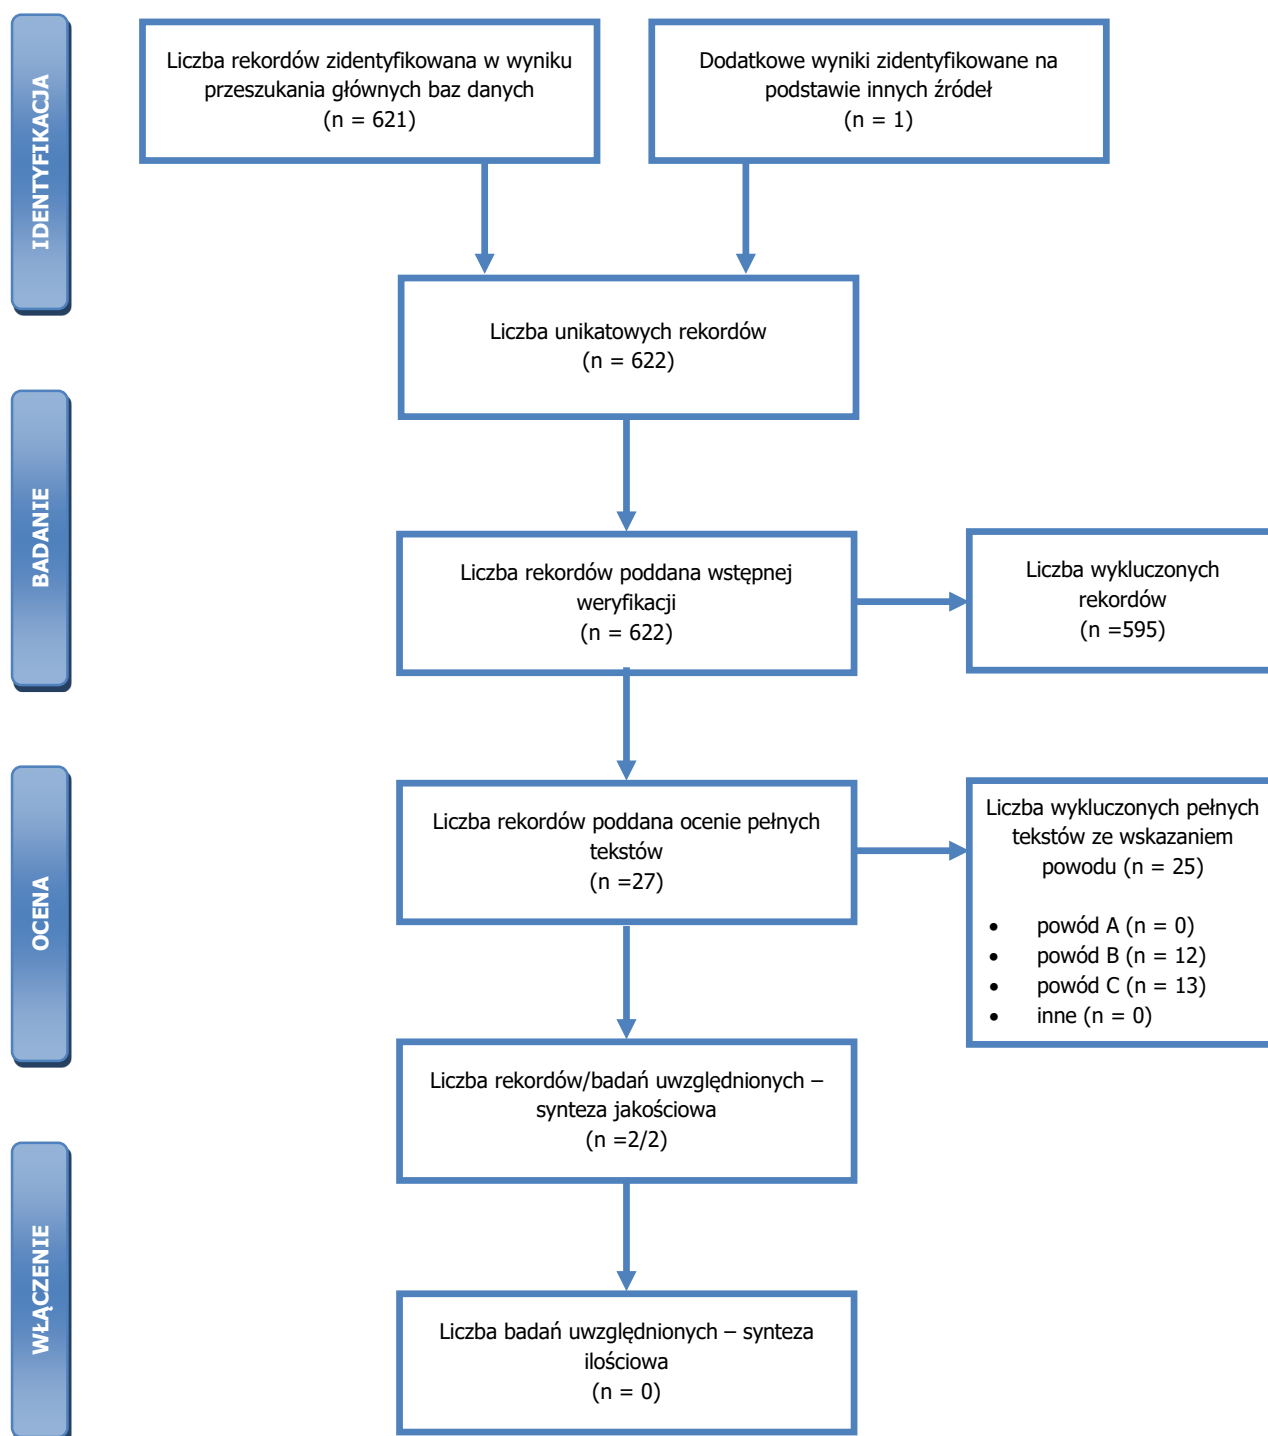 IDENTYFIKACJA
Liczba rekordów zidentyfikowana w wyniku
przeszukania głównych baz danych
(n = 621)
Dodatkowe wyniki zidentyfikowane na
podstawie innych źródeł
(n = 1)
Liczba unikatowych rekordów
(n = 622)
BADANIE
Liczba rekordów poddana wstępnej
weryfikacji
(n = 622)
Liczba wykluczonych
rekordów
(n =595)
OCENA
Liczba rekordów poddana ocenie pełnych
tekstów
(n =27)
Liczba wykluczonych pełnych
tekstów ze wskazaniem
powodu (n = 25)
• powód A (n = 0)
• powód B (n = 12)
• powód C (n = 13)
• inne (n = 0)
Liczba rekordów/badań uwzględnionych –
synteza jakościowa
(n =2/2)
WŁĄCZENIE
Liczba badań uwzględnionych – synteza
ilościowa
(n = 0)